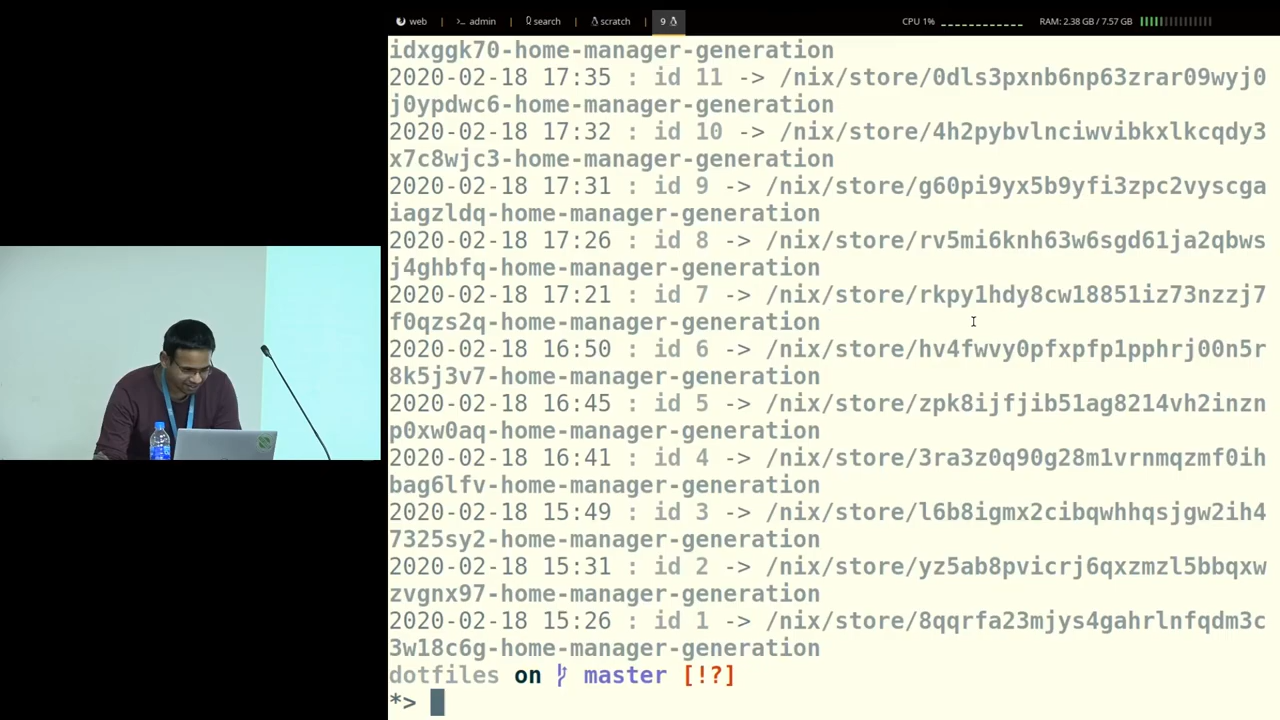 web | >_ admin | search | scratch | 9 CPU 1% RAM: 2.38 GB / 7.57 GB
idxggk70-home-manager-generation
2020-02-18 17:35 : id 11 -> /nix/store/0dls3pxnb6np63zrar09wyj0
j0ypdwc6-home-manager-generation
2020-02-18 17:32 : id 10 -> /nix/store/4h2pybvlnciwvibkxlkcqdy3
x7c8wjc3-home-manager-generation
2020-02-18 17:31 : id 9 -> /nix/store/g60pi9yx5b9yfi3zpc2vyscga
iagzldq-home-manager-generation
2020-02-18 17:26 : id 8 -> /nix/store/rv5mi6knh63w6sgd61ja2qbws
j4ghbfq-home-manager-generation
2020-02-18 17:21 : id 7 -> /nix/store/rkpy1hdy8cw18851iz73nzzj7
f0qzs2q-home-manager-generation
2020-02-18 16:50 : id 6 -> /nix/store/hv4fwvy0pfxpfp1pphrj00n5r
8k5j3v7-home-manager-generation
2020-02-18 16:45 : id 5 -> /nix/store/zpk8ijfjib51ag8214vh2inzn
p0xw0aq-home-manager-generation
2020-02-18 16:41 : id 4 -> /nix/store/3ra3z0q90g28m1vrnmqzmf0ih
bag6lfv-home-manager-generation
2020-02-18 15:49 : id 3 -> /nix/store/l6b8igmx2cibqwhhqsjgw2ih4
7325sy2-home-manager-generation
2020-02-18 15:31 : id 2 -> /nix/store/yz5ab8pvicrj6qxzmzl5bbqxw
zvgnx97-home-manager-generation
2020-02-18 15:26 : id 1 -> /nix/store/8qqrfa23mjys4gahrlnfqdm3c
3w18c6g-home-manager-generation
dotfiles on master [!?]
*>